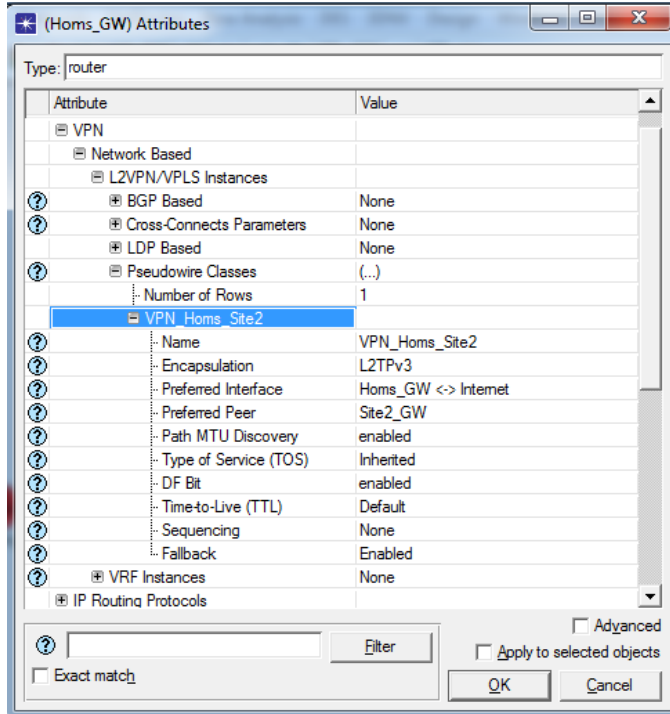 (Homs_GW) Attributes
Type: router
Attribute Value
VPN
Network Based
L2VPN/VPLS Instances
BGP Based None
Cross-Connects Parameters None
LDP Based None
Pseudowire Classes (...)
Number of Rows 1
VPN_Homs_Site2
Name VPN_Homs_Site2
Encapsulation L2TPv3
Preferred Interface Homs_GW <-> Internet
Preferred Peer Site2_GW
Path MTU Discovery enabled
Type of Service (TOS) Inherited
DF Bit enabled
Time-to-Live (TTL) Default
Sequencing None
Fallback Enabled
VRF Instances None
IP Routing Protocols
Advanced
Filter Apply to selected objects
Exact match
OK Cancel